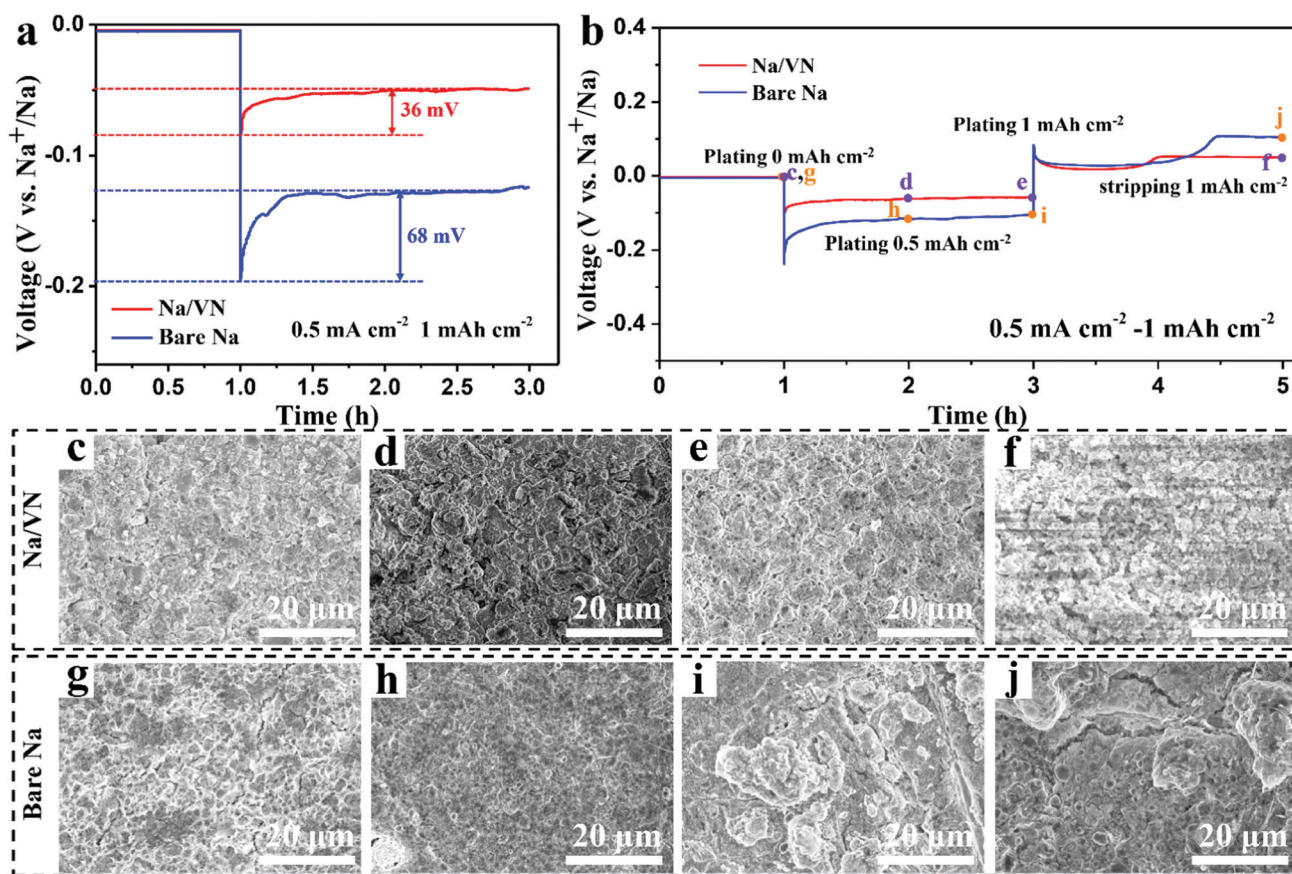 a
Voltage (V vs. Na⁺/Na)
0.0
-0.1
-0.2
36 mV
68 mV
Na/VN
Bare Na
0.5 mA cm⁻² 1 mAh cm⁻²
0.0 0.5 1.0 1.5 2.0 2.5 3.0
Time (h)
b
Voltage (V vs. Na⁺/Na)
0.4
0.2
0.0
-0.2
-0.4
Na/VN
Bare Na
Plating 0 mAh cm⁻²
c,g
d
e
h
i
Plating 0.5 mAh cm⁻²
Plating 1 mAh cm⁻²
j
f
stripping 1 mAh cm⁻²
0.5 mA cm⁻² -1 mAh cm⁻²
0 1 2 3 4 5
Time (h)
Na/VN
c
20 μm
d
20 μm
e
20 μm
f
20 μm
Bare Na
g
20 μm
h
20 μm
i
20 μm
j
20 μm